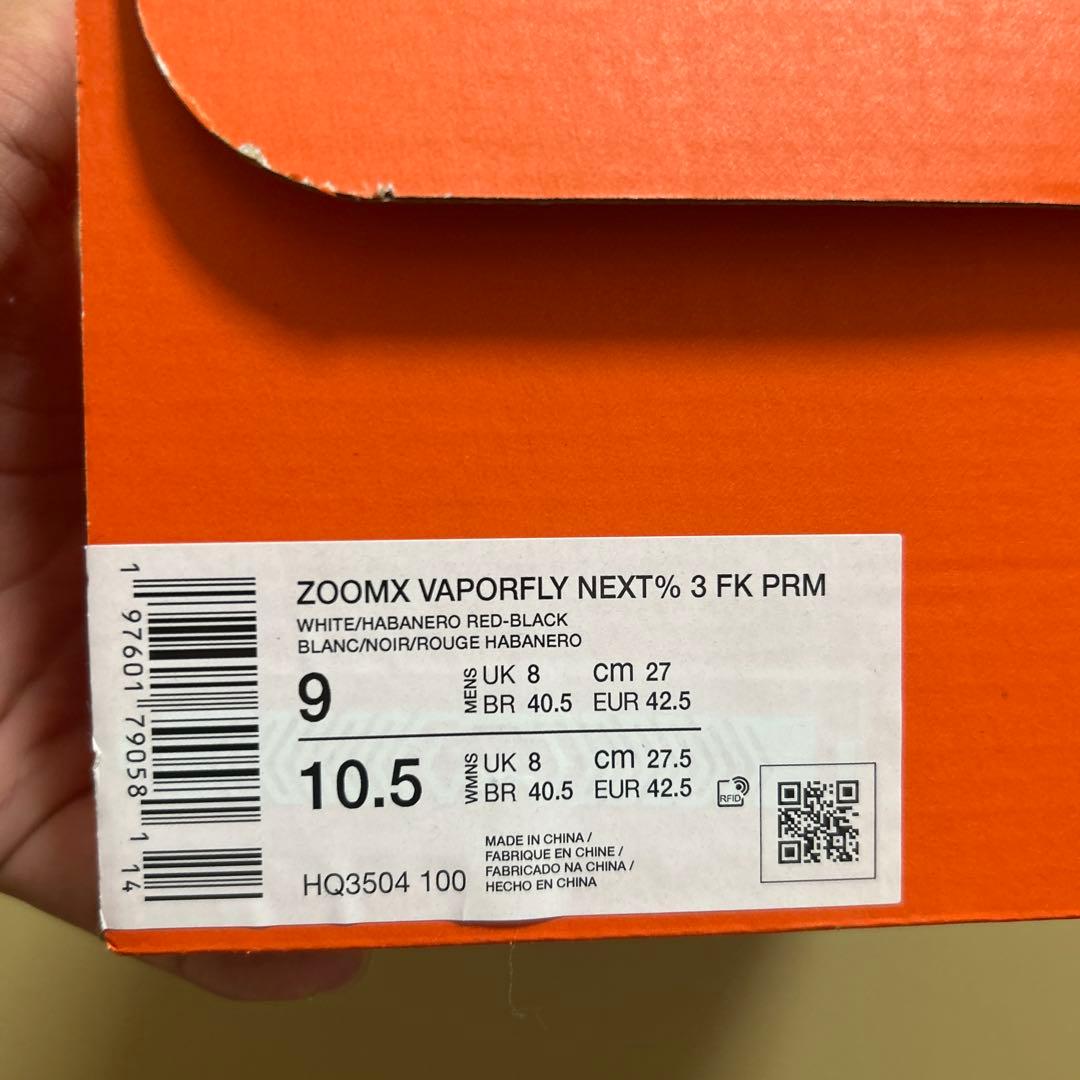 ZOOMX VAPORFLY NEXT% 3 FK PRM
WHITE/HABANERO RED-BLACK
BLANC/NOIR/ROUGE HABANERO
9 MENS UK 8 cm 27
BR 40.5 EUR 42.5
10.5 WMNS UK 8 cm 27.5
BR 40.5 EUR 42.5
RFID
MADE IN CHINA /
FABRIQUE EN CHINE /
FABRICADO NA CHINA /
HECHO EN CHINA
HQ3504 100
1 97601 79058 1 14